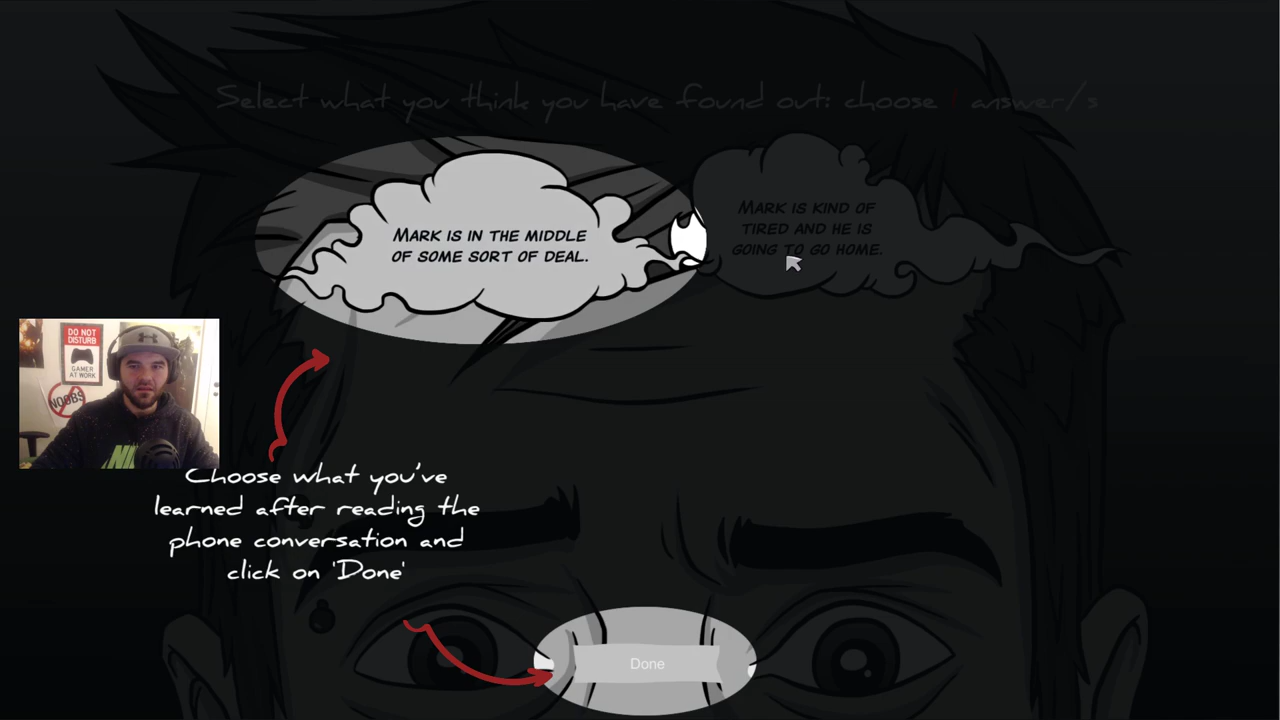 Select what you think you have found out: choose 1 answer/s
MARK IS IN THE MIDDLE
OF SOME SORT OF DEAL.
MARK IS KIND OF
TIRED AND HE IS
GOING TO GO HOME.
DO NOT
DISTURB
GAMER
AT WORK
NOOBS
Choose what you've
learned after reading the
phone conversation and
click on 'Done'
Done